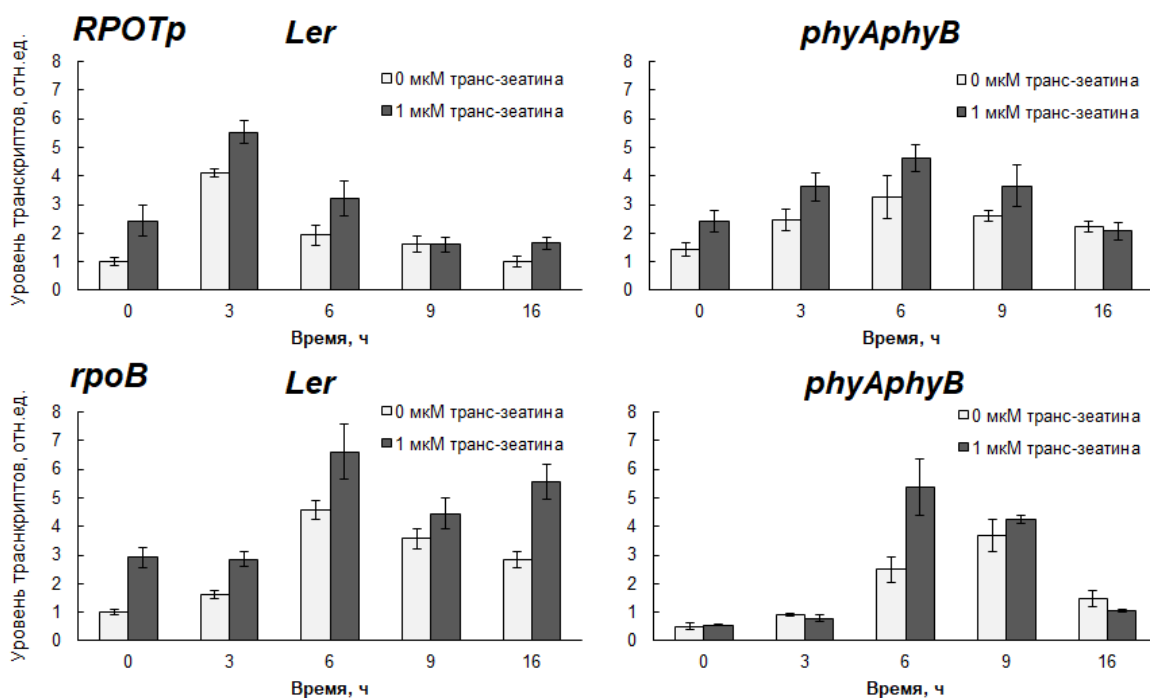 RPOTp
Ler
phyAphyB
Уровень транскриптов, отн.ед.
8
7
6
5
4
3
2
1
0
0 мкМ транс-зеатина
1 мкМ транс-зеатина
0 3 6 9 16
Время, ч
8
7
6
5
4
3
2
1
0
0 мкМ транс-зеатина
1 мкМ транс-зеатина
0 3 6 9 16
Время, ч
rpoB
Ler
phyAphyB
Уровень траснкриптов, отн.ед.
8
7
6
5
4
3
2
1
0
0 мкМ транс-зеатина
1 мкМ транс-зеатина
0 3 6 9 16
Время, ч
8
7
6
5
4
3
2
1
0
0 мкМ транс-зеатина
1 мкМ транс-зеатина
0 3 6 9 16
Время, ч